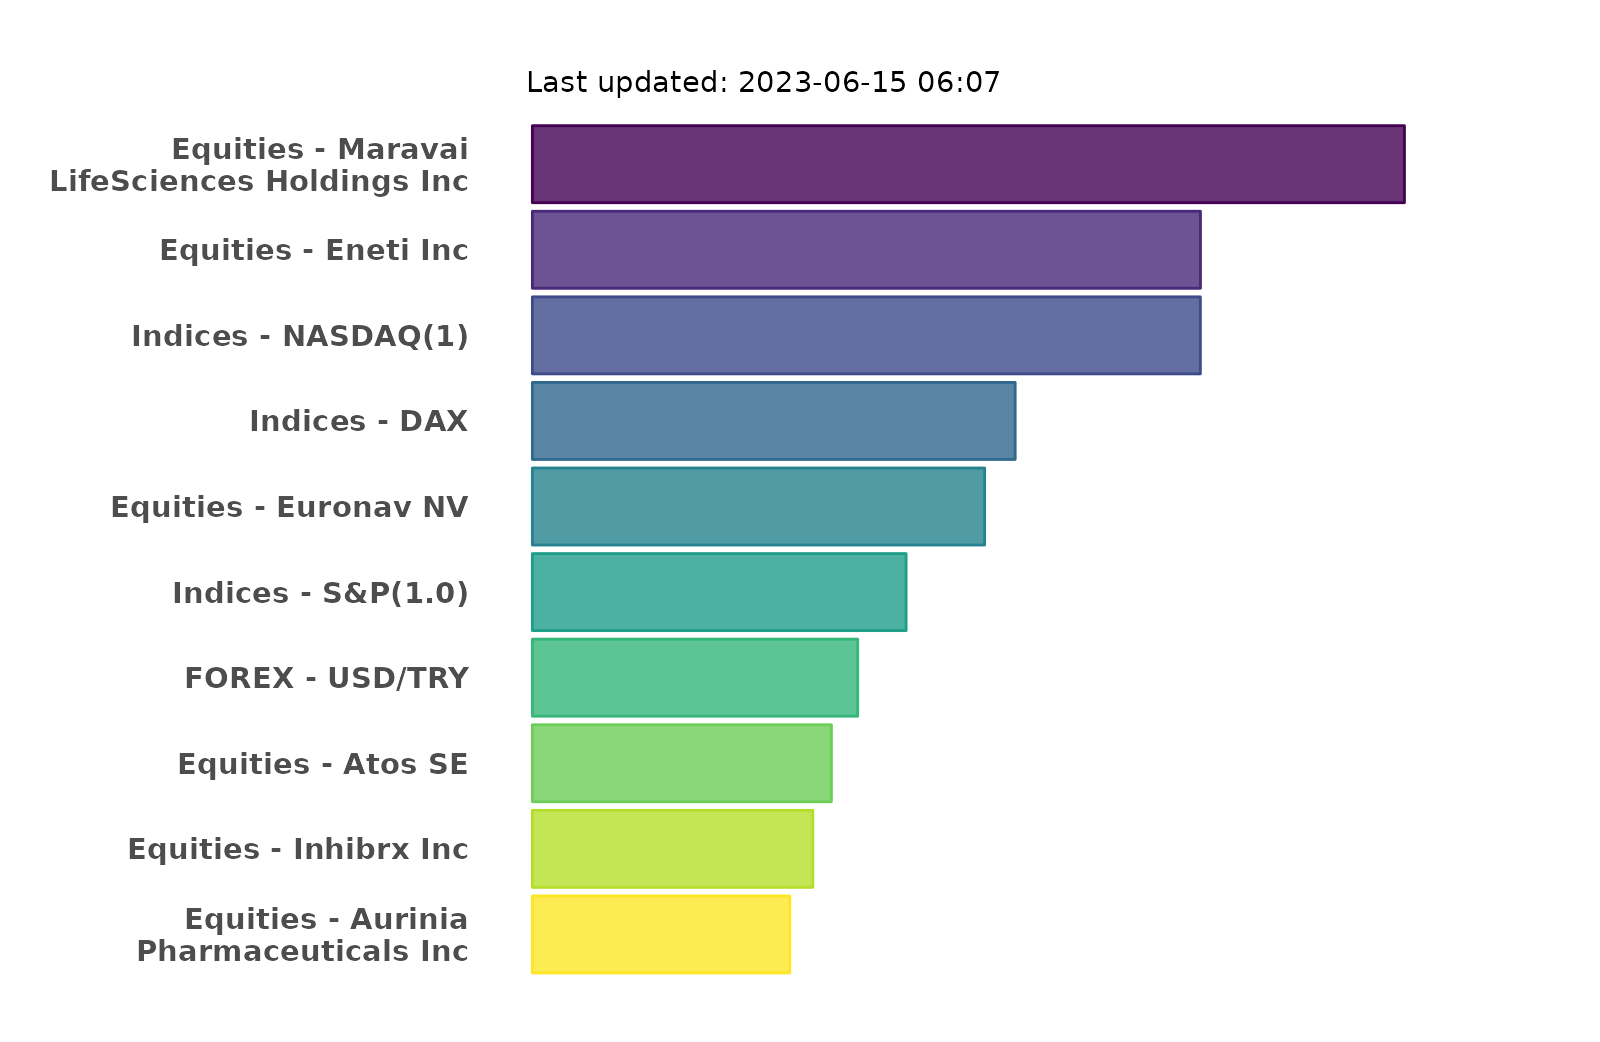 Last updated: 2023-06-15 06:07
Equities - Maravai
LifeSciences Holdings Inc
Equities - Eneti Inc
Indices - NASDAQ(1)
Indices - DAX
Equities - Euronav NV
Indices - S&P(1.0)
FOREX - USD/TRY
Equities - Atos SE
Equities - Inhibrx Inc
Equities - Aurinia
Pharmaceuticals Inc